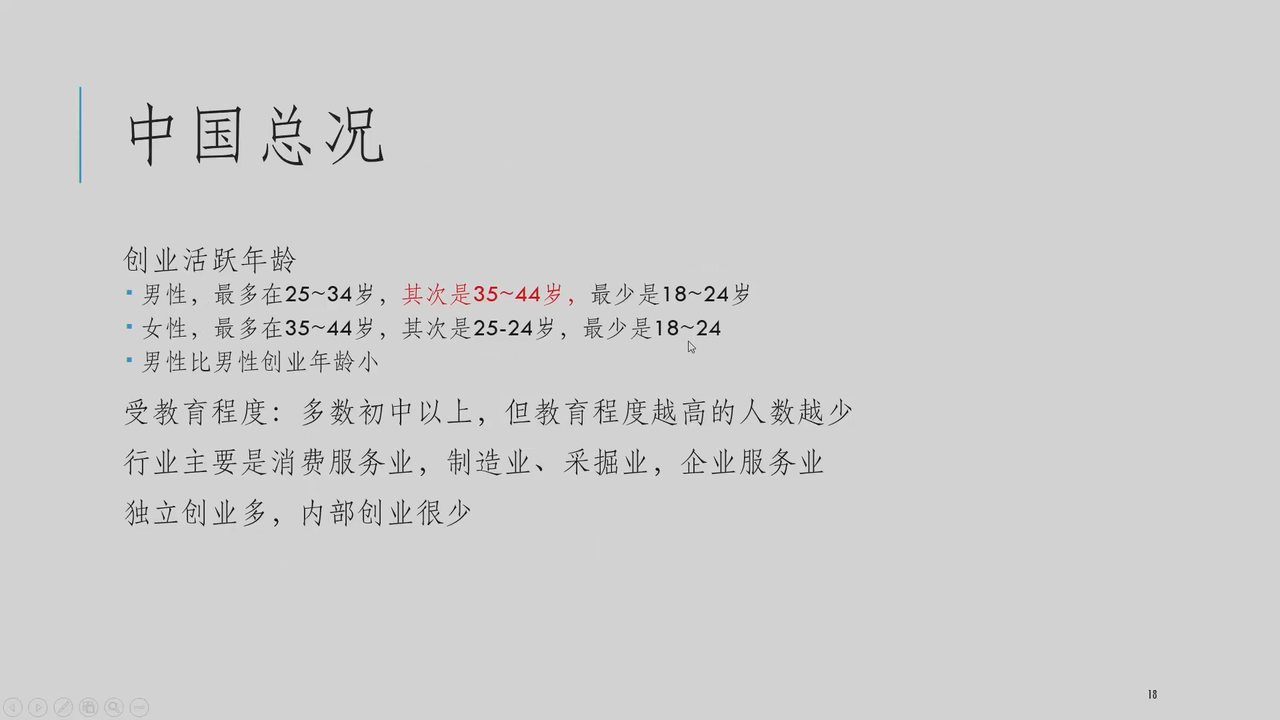 中国总况
创业活跃年龄
男性，最多在25~34岁，其次是35~44岁，最少是18~24岁
女性，最多在35~44岁，其次是25-24岁，最少是18~24
男性比男性创业年龄小
受教育程度：多数初中以上，但教育程度越高的人数越少
行业主要是消费服务业，制造业、采掘业，企业服务业
独立创业多，内部创业很少
18